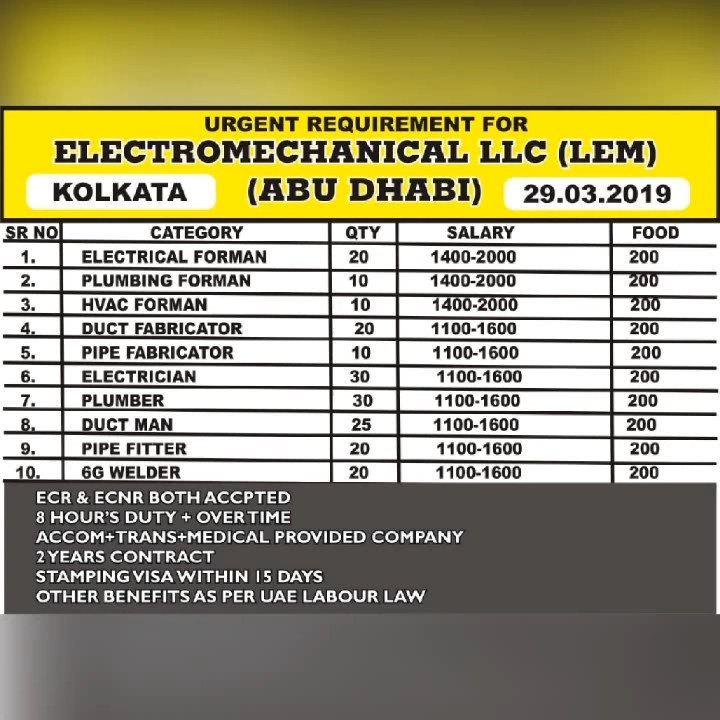 URGENT REQUIREMENT FOR
ELECTROMECHANICAL LLC (LEM)
KOLKATA (ABU DHABI) 29.03.2019
SR NO CATEGORY QTY SALARY FOOD
1. ELECTRICAL FORMAN 20 1400-2000 200
2. PLUMBING FORMAN 10 1400-2000 200
3. HVAC FORMAN 10 1400-2000 200
4. DUCT FABRICATOR 20 1100-1600 200
5. PIPE FABRICATOR 10 1100-1600 200
6. ELECTRICIAN 30 1100-1600 200
7. PLUMBER 30 1100-1600 200
8. DUCT MAN 25 1100-1600 200
9. PIPE FITTER 20 1100-1600 200
10. 6G WELDER 20 1100-1600 200
ECR & ECNR BOTH ACCPTED
8 HOUR'S DUTY + OVERTIME
ACCOM+TRANS+MEDICAL PROVIDED COMPANY
2 YEARS CONTRACT
STAMPING VISA WITHIN 15 DAYS
OTHER BENEFITS AS PER UAE LABOUR LAW